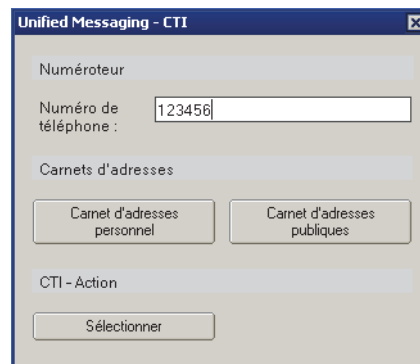 Unified Messaging - CTI
Numéroteur
Numéro de
téléphone :
123456
Carnets d'adresses
Carnet d'adresses
personnel
Carnet d'adresses
publiques
CTI - Action
Sélectionner